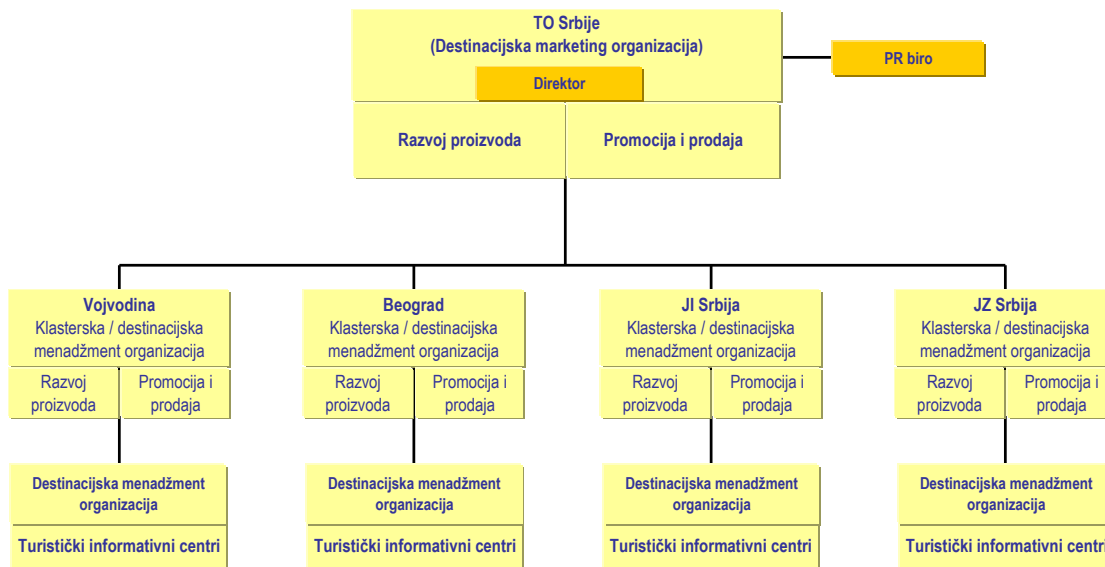 TO Srbije
(Destinacijska marketing organizacija)
Direktor
PR biro
Razvoj proizvoda
Promocija i prodaja
Vojvodina
Klasterska / destinacijska
menadžment organizacija
Razvoj
proizvoda
Promocija i
prodaja
Beograd
Klasterska / destinacijska
menadžment organizacija
Razvoj
proizvoda
Promocija i
prodaja
JI Srbija
Klasterska / destinacijska
menadžment organizacija
Razvoj
proizvoda
Promocija i
prodaja
JZ Srbija
Klasterska / destinacijska
menadžment organizacija
Razvoj
proizvoda
Promocija i
prodaja
Destinacijska menadžment
organizacija
Turistički informativni centri
Destinacijska menadžment
organizacija
Turistički informativni centri
Destinacijska menadžment
organizacija
Turistički informativni centri
Destinacijska menadžment
organizacija
Turistički informativni centri